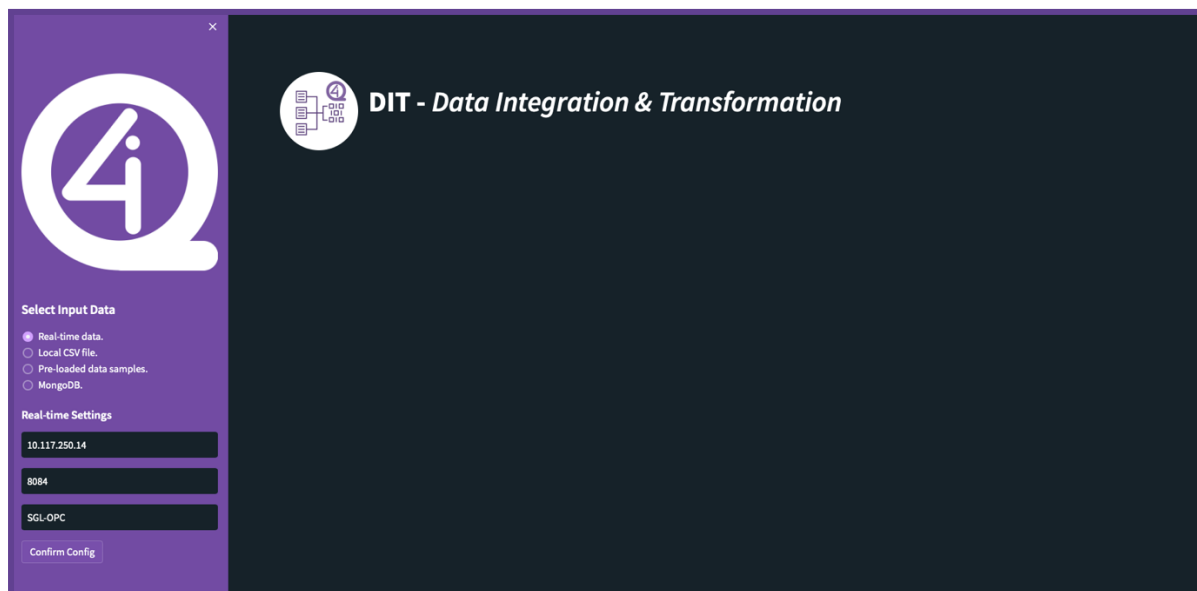 ×
DIT - Data Integration & Transformation
Select Input Data
Real-time data.
Local CSV file.
Pre-loaded data samples.
MongoDB.
Real-time Settings
10.117.250.14
8084
SGL-OPC
Confirm Config